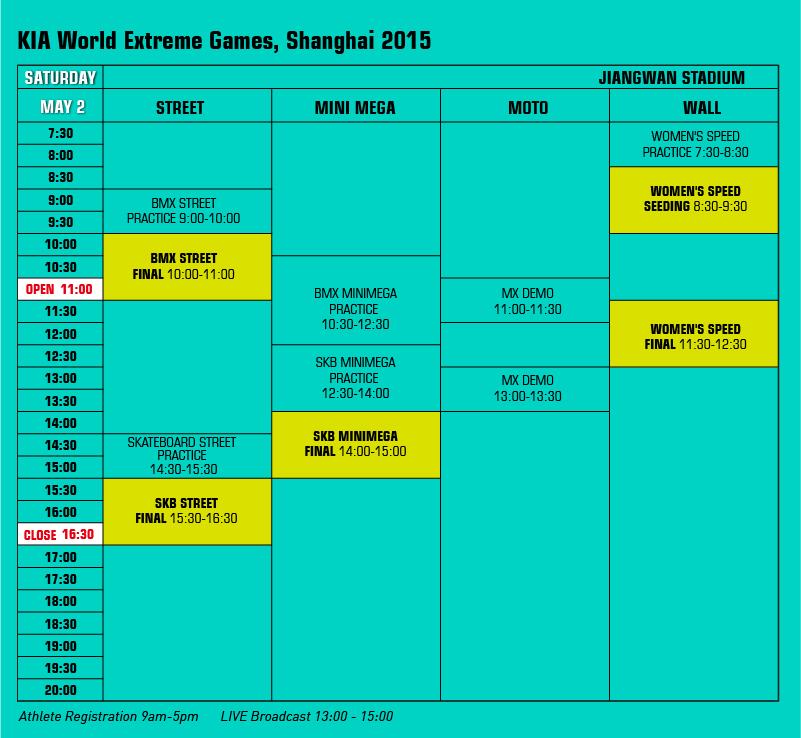 KIA World Extreme Games, Shanghai 2015
SATURDAY
JIANGWAN STADIUM
MAY 2
STREET
MINI MEGA
MOTO
WALL
7:30
8:00
8:30
9:00
9:30
10:00
10:30
OPEN 11:00
11:30
12:00
12:30
13:00
13:30
14:00
14:30
15:00
15:30
16:00
CLOSE 16:30
17:00
17:30
18:00
18:30
19:00
19:30
20:00
BMX STREET
PRACTICE 9:00-10:00
BMX STREET
FINAL 10:00-11:00
SKATEBOARD STREET
PRACTICE
14:30-15:30
SKB STREET
FINAL 15:30-16:30
BMX MINIMEGA
PRACTICE
10:30-12:30
SKB MINIMEGA
PRACTICE
12:30-14:00
SKB MINIMEGA
FINAL 14:00-15:00
MX DEMO
11:00-11:30
MX DEMO
13:00-13:30
WOMEN'S SPEED
PRACTICE 7:30-8:30
WOMEN'S SPEED
SEEDING 8:30-9:30
WOMEN'S SPEED
FINAL 11:30-12:30
Athlete Registration 9am-5pm LIVE Broadcast 13:00 - 15:00